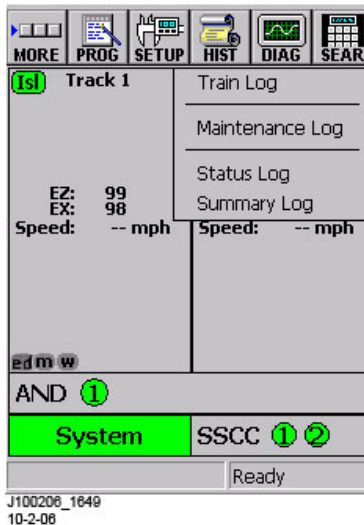 MORE PROG SETUP HIST DIAG SEAR
Isl Track 1
Train Log
Maintenance Log
Status Log
Summary Log
EZ: 99
EX: 98
Speed: -- mph Speed: -- mph
ed m w
AND 1
System SSCC 1 2
Ready
J100206_1649
10-2-06